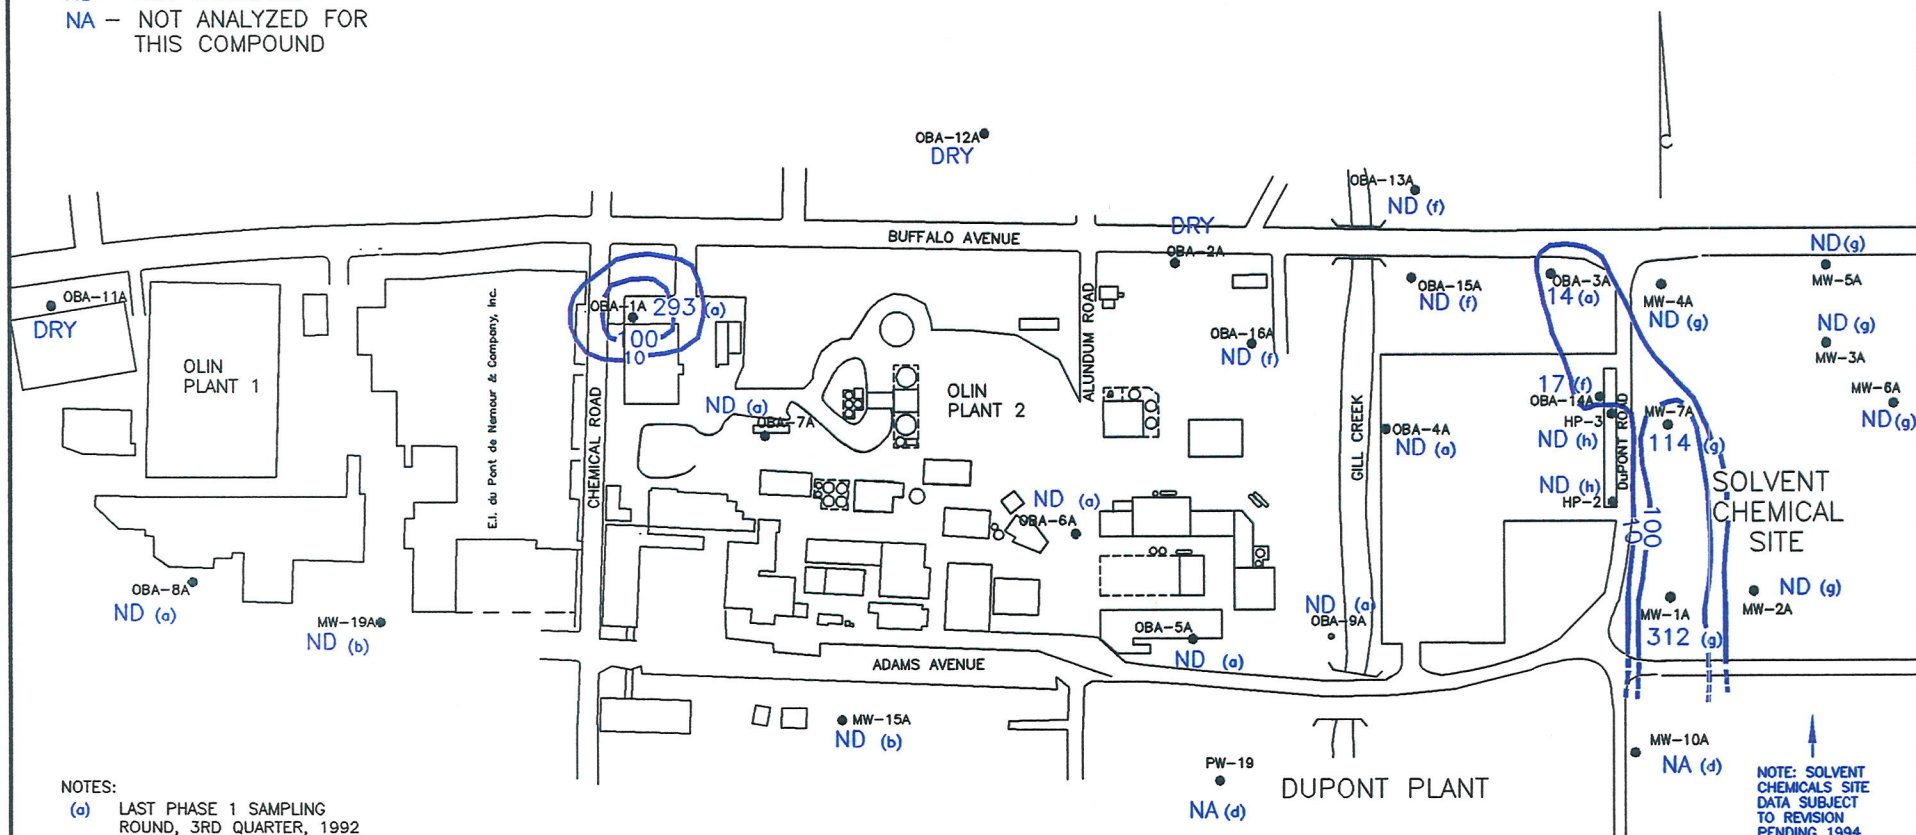 NA – NOT ANALYZED FOR
THIS COMPOUND
OBA-12A
DRY
OBA-13A
ND (f)
DRY
BUFFALO AVENUE
OBA-2A
ND (g)
MW-5A
OBA-11A
DRY
OBA-1A
293 (a)
100
10
OBA-15A
ND (f)
OBA-3A
14 (a)
MW-4A
ND (g)
ND (g)
MW-3A
OBA-16A
ND (f)
OLIN
PLANT 1
E.I. du Pont de Nemour & Company, Inc.
CHEMICAL ROAD
ND (a)
OBA-7A
OLIN
PLANT 2
ALUNDUM ROAD
GILL CREEK
OBA-4A
ND (a)
17 (f)
OBA-14A
HP-3
ND (h)
DuPONT ROAD
MW-7A
114 (g)
MW-6A
ND (g)
ND (h)
HP-2
SOLVENT
CHEMICAL
SITE
ND (a)
OBA-6A
10
100
OBA-8A
ND (a)
MW-19A
ND (b)
ND (a)
OBA-9A
OBA-5A
ND (a)
MW-1A
312 (g)
ND (g)
MW-2A
ADAMS AVENUE
MW-15A
ND (b)
PW-19
NA (d)
DUPONT PLANT
MW-10A
NA (d)
NOTE: SOLVENT
CHEMICALS SITE
DATA SUBJECT
TO REVISION
PENDING 1994
NOTES:
(a) LAST PHASE 1 SAMPLING
ROUND, 3RD QUARTER, 1992